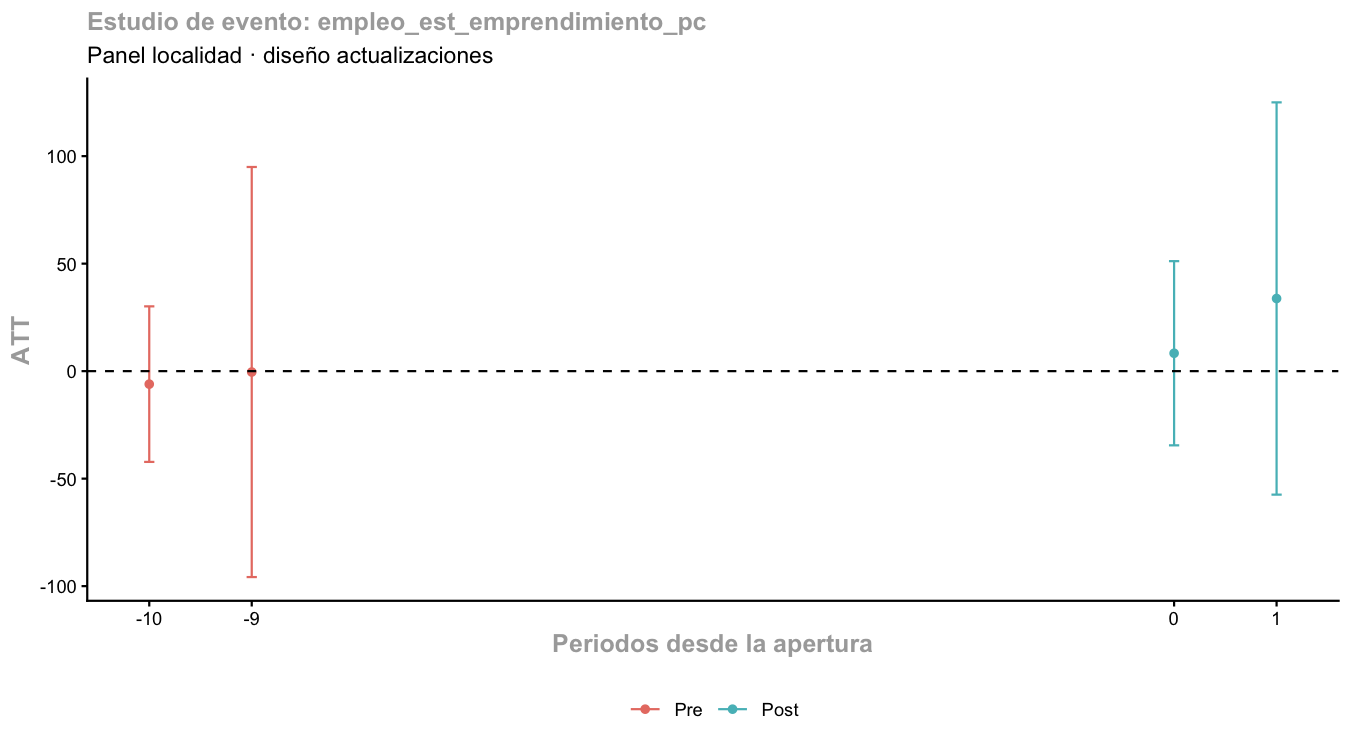 Estudio de evento: empleo_est_emprendimiento_pc
Panel localidad · diseño actualizaciones
ATT
100
50
0
-50
-100
-10
-9
0
1
Periodos desde la apertura
Pre
Post